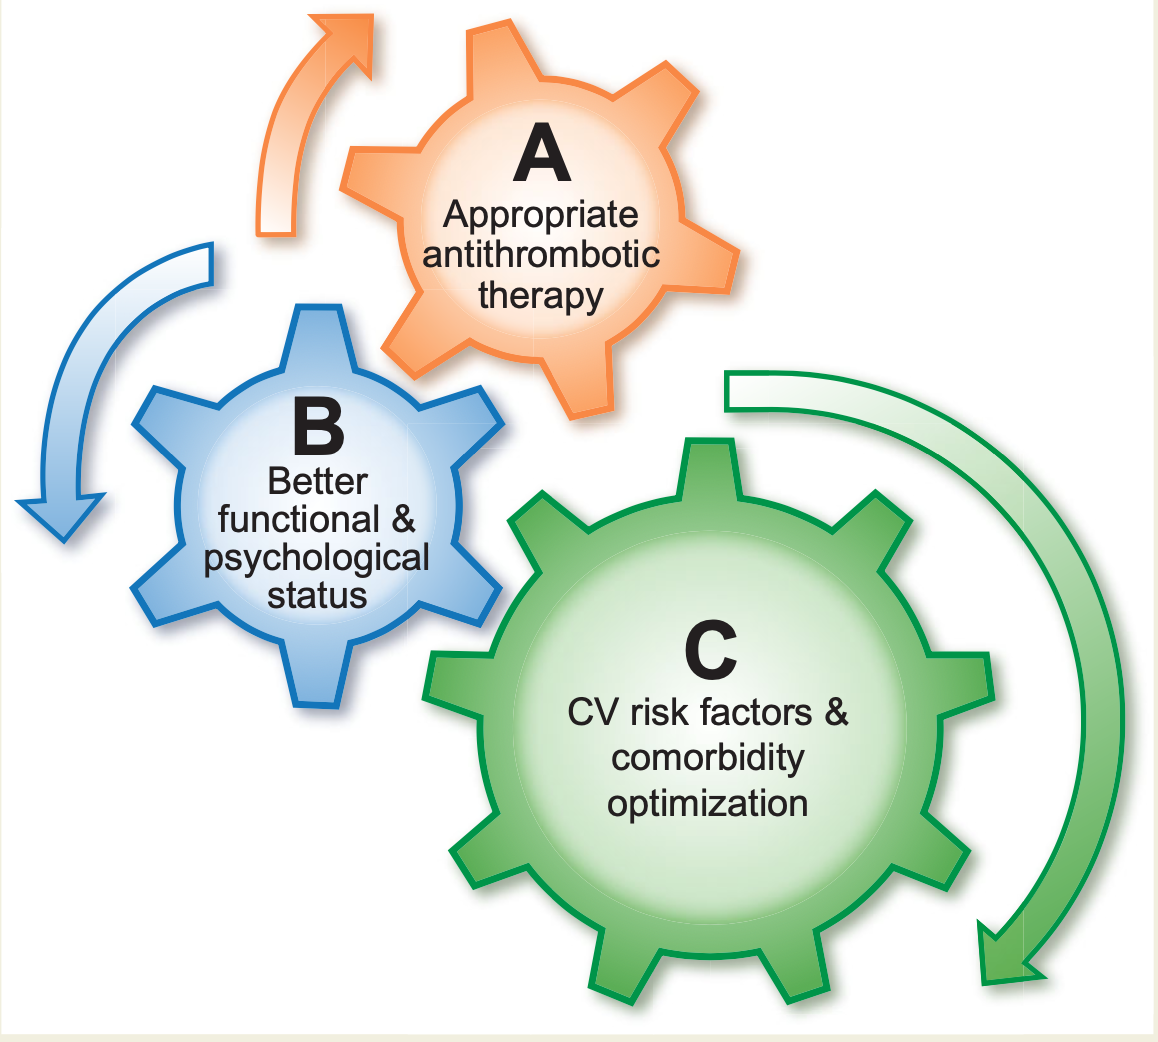 A
Appropriate
antithrombotic
therapy
B
Better
functional &
psychological
status
C
CV risk factors &
comorbidity
optimization